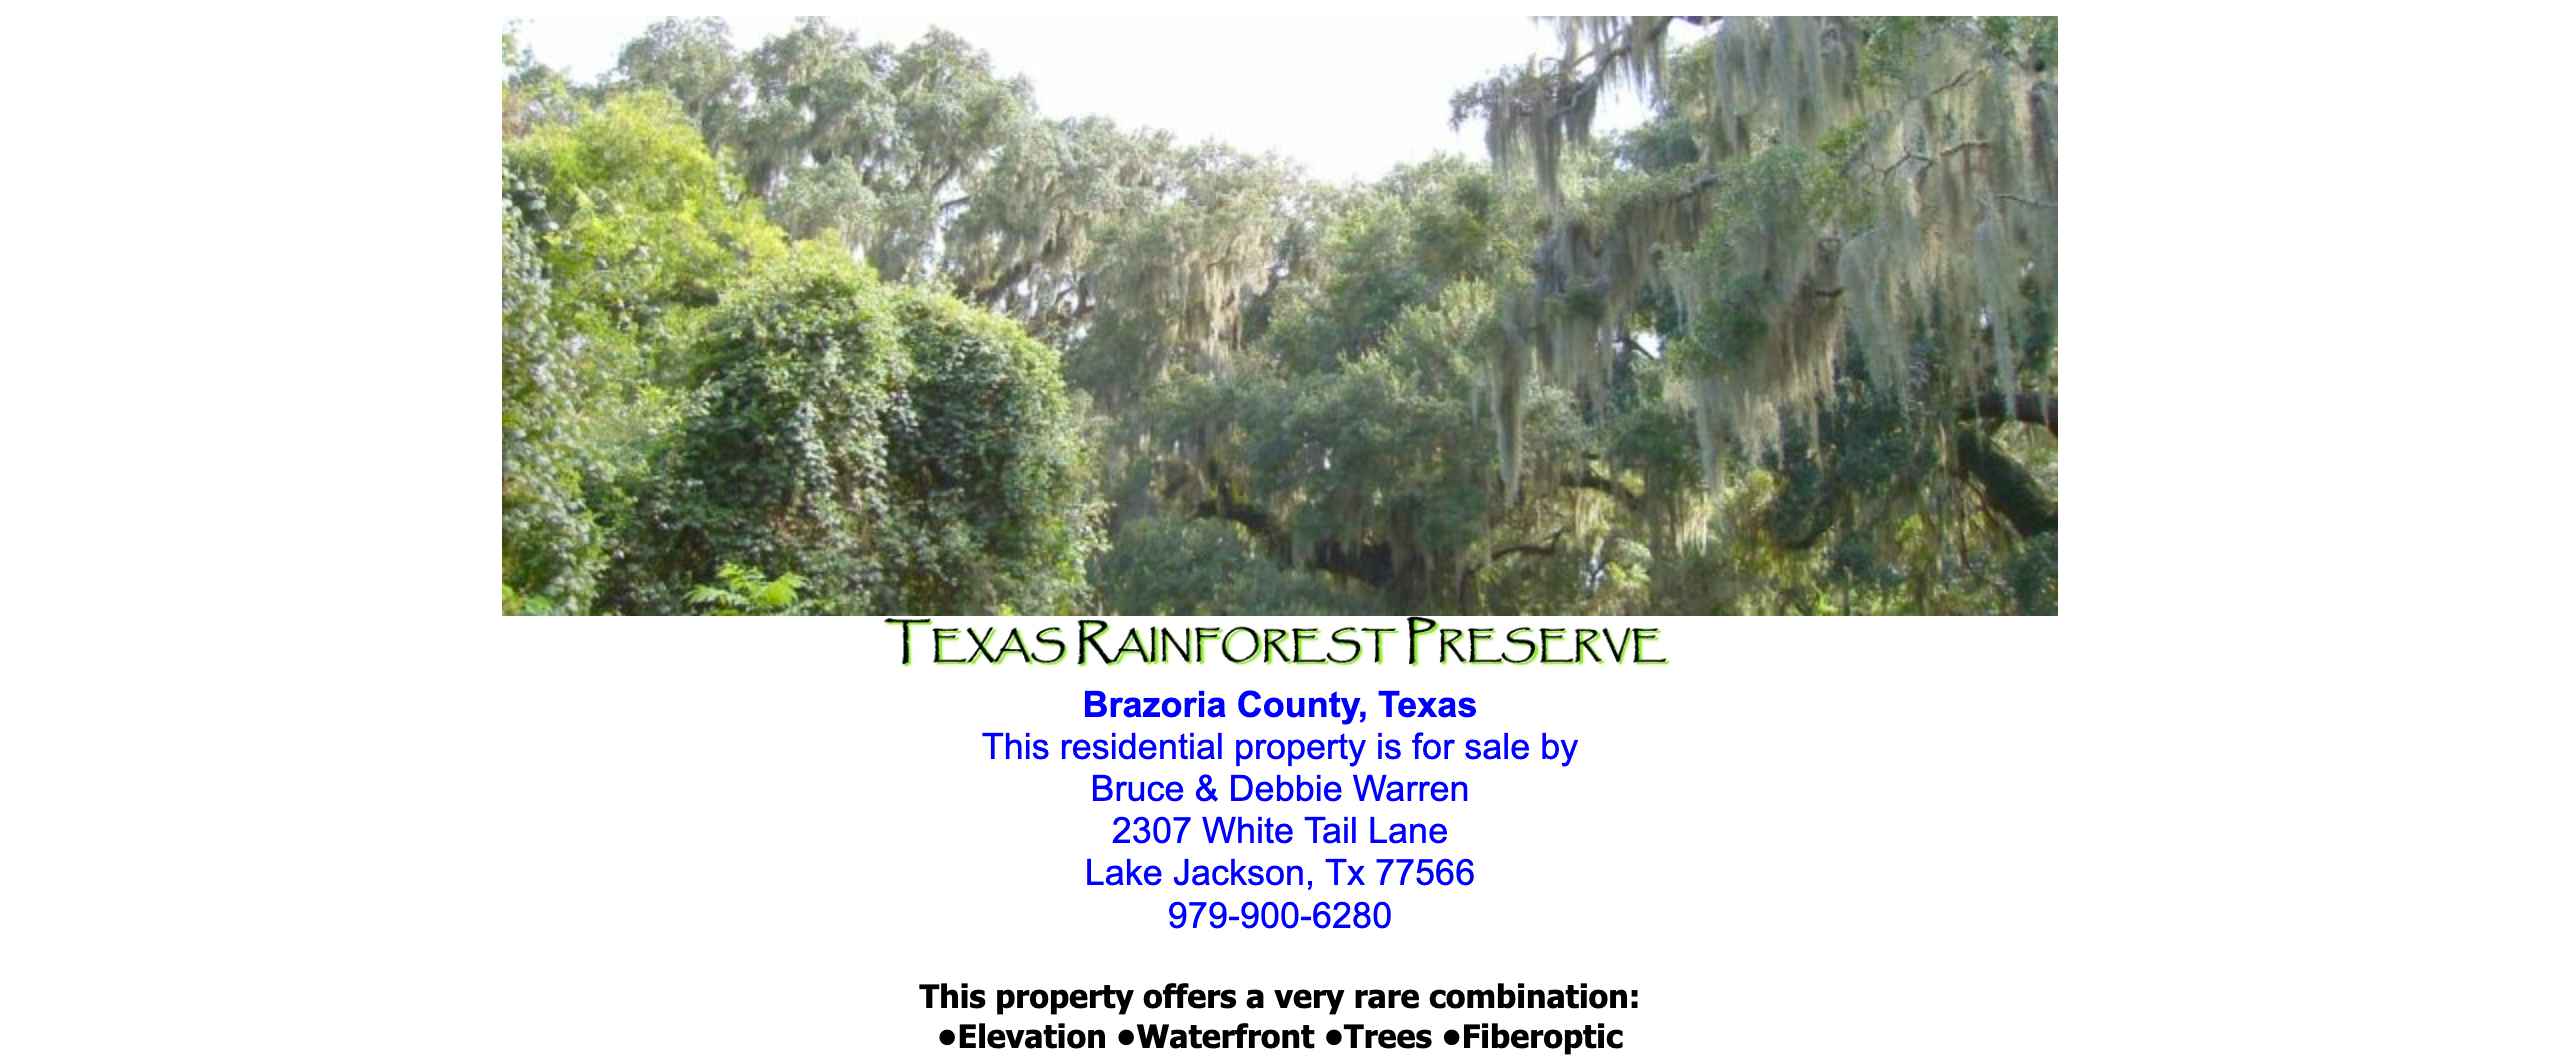 TEXAS RAINFOREST PRESERVE
Brazoria County, Texas
This residential property is for sale by
Bruce & Debbie Warren
2307 White Tail Lane
Lake Jackson, Tx 77566
979-900-6280
This property offers a very rare combination:
●Elevation ●Waterfront ●Trees ●Fiberoptic